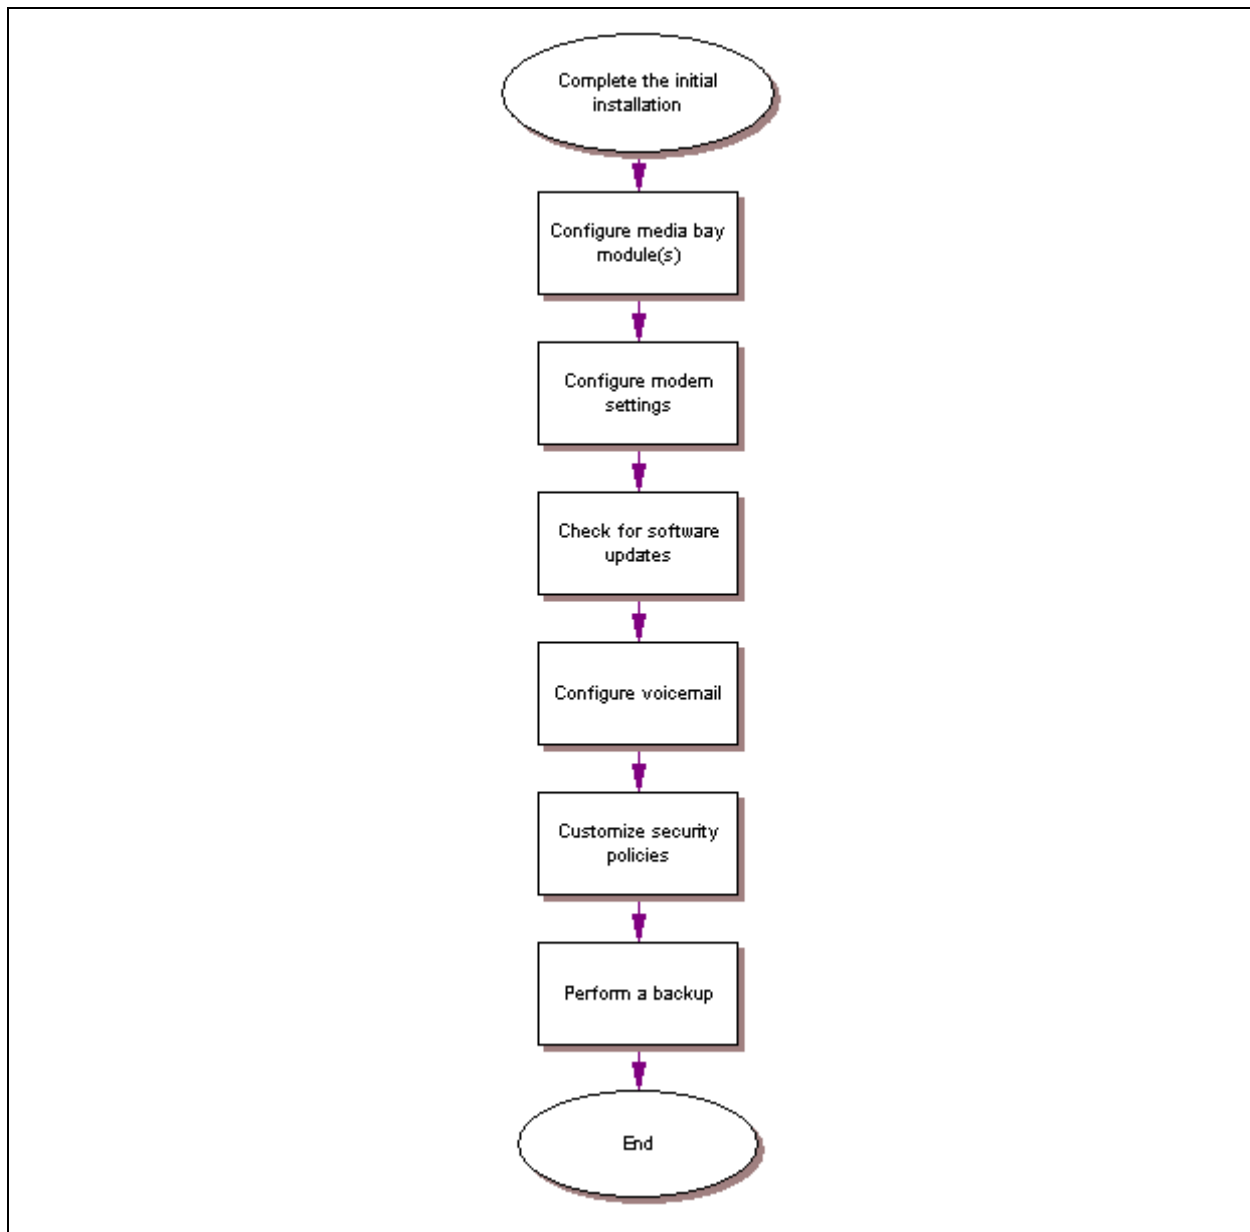 Complete the initial
installation
Configure media bay
module(s)
Configure modem
settings
Check for software
updates
Configure voicemail
Customize security
policies
Perform a backup
End